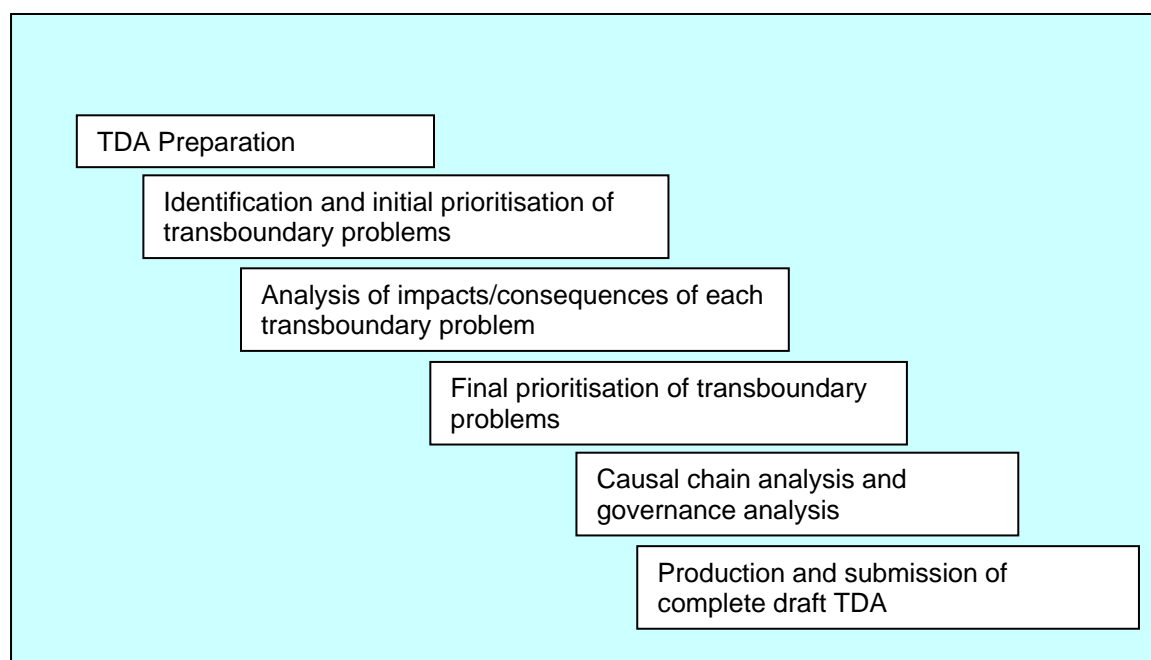 TDA Preparation
Identification and initial prioritisation of
transboundary problems
Analysis of impacts/consequences of each
transboundary problem
Final prioritisation of transboundary
problems
Causal chain analysis and
governance analysis
Production and submission of
complete draft TDA